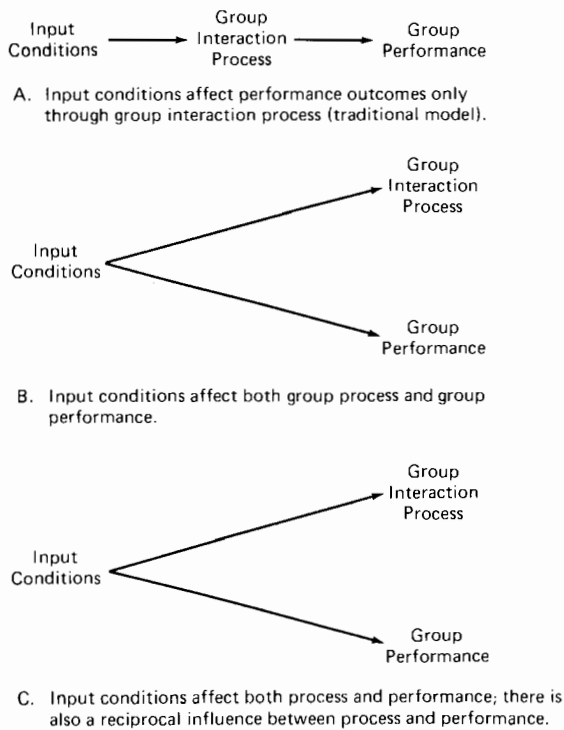 Input
Conditions
Group
Interaction
Process
Group
Performance
A. Input conditions affect performance outcomes only
through group interaction process (traditional model).
Group
Interaction
Process
Input
Conditions
Group
Performance
B. Input conditions affect both group process and group
performance.
Group
Interaction
Process
Input
Conditions
Group
Performance
C. Input conditions affect both process and performance; there is
also a reciprocal influence between process and performance.